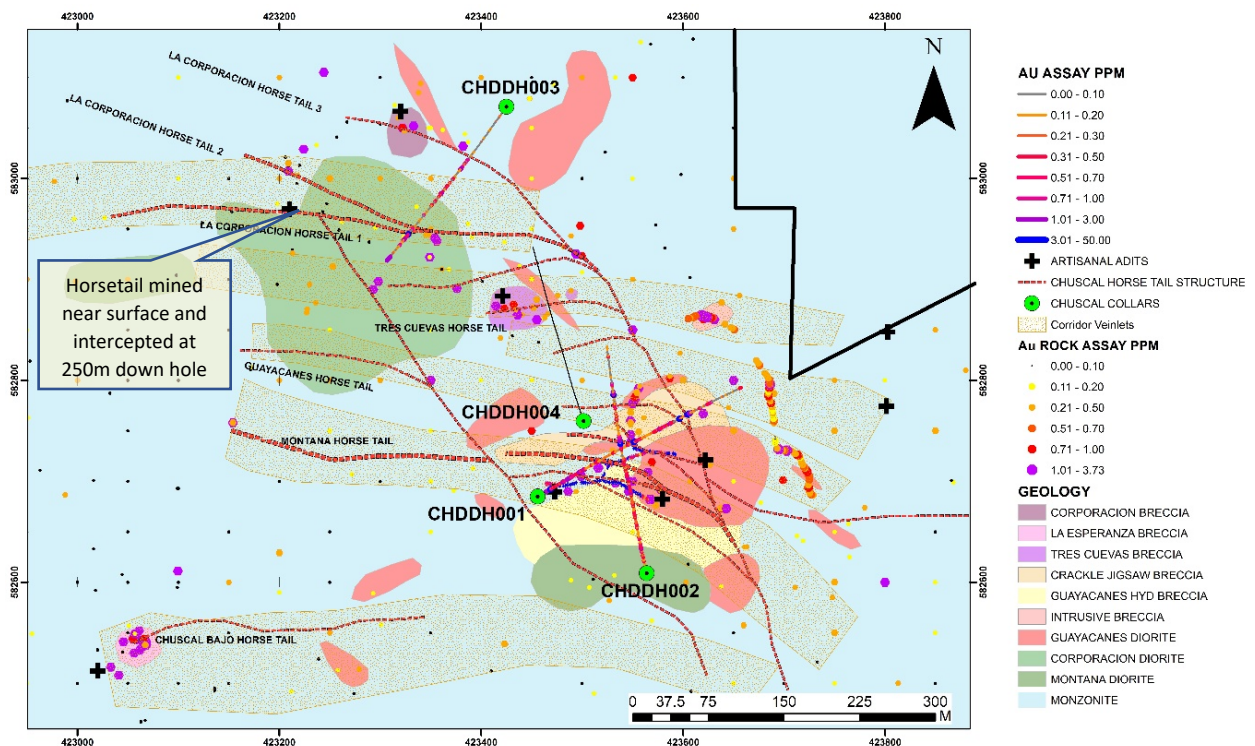 423000 423200 423400 423600 423800
N
LA CORPORACION HORSE TAIL 3
LA CORPORACION HORSE TAIL 2
CHDDH003
583000 583000
LA CORPORACION HORSE TAIL 1
Horsetail mined
near surface and
intercepted at
250m down hole
TRES CUEVAS HORSE TAIL
GUAYACANES HORSE TAIL
582800 582800
CHDDH004
MONTANA HORSE TAIL
CHDDH001
CHDDH002
582600 582600
CHUSCAL BAJO HORSE TAIL
0 37.5 75 150 225 300
M
423000 423200 423400 423600 423800
AU ASSAY PPM
0.00 - 0.10
0.11 - 0.20
0.21 - 0.30
0.31 - 0.50
0.51 - 0.70
0.71 - 1.00
1.01 - 3.00
3.01 - 50.00
ARTISANAL ADITS
CHUSCAL HORSE TAIL STRUCTURE
CHUSCAL COLLARS
Corridor Veinlets
Au ROCK ASSAY PPM
0.00 - 0.10
0.11 - 0.20
0.21 - 0.50
0.51 - 0.70
0.71 - 1.00
1.01 - 3.73
GEOLOGY
CORPORACION BRECCIA
LA ESPERANZA BRECCIA
TRES CUEVAS BRECCIA
CRACKLE JIGSAW BRECCIA
GUAYACANES HYD BRECCIA
INTRUSIVE BRECCIA
GUAYACANES DIORITE
CORPORACION DIORITE
MONTANA DIORITE
MONZONITE